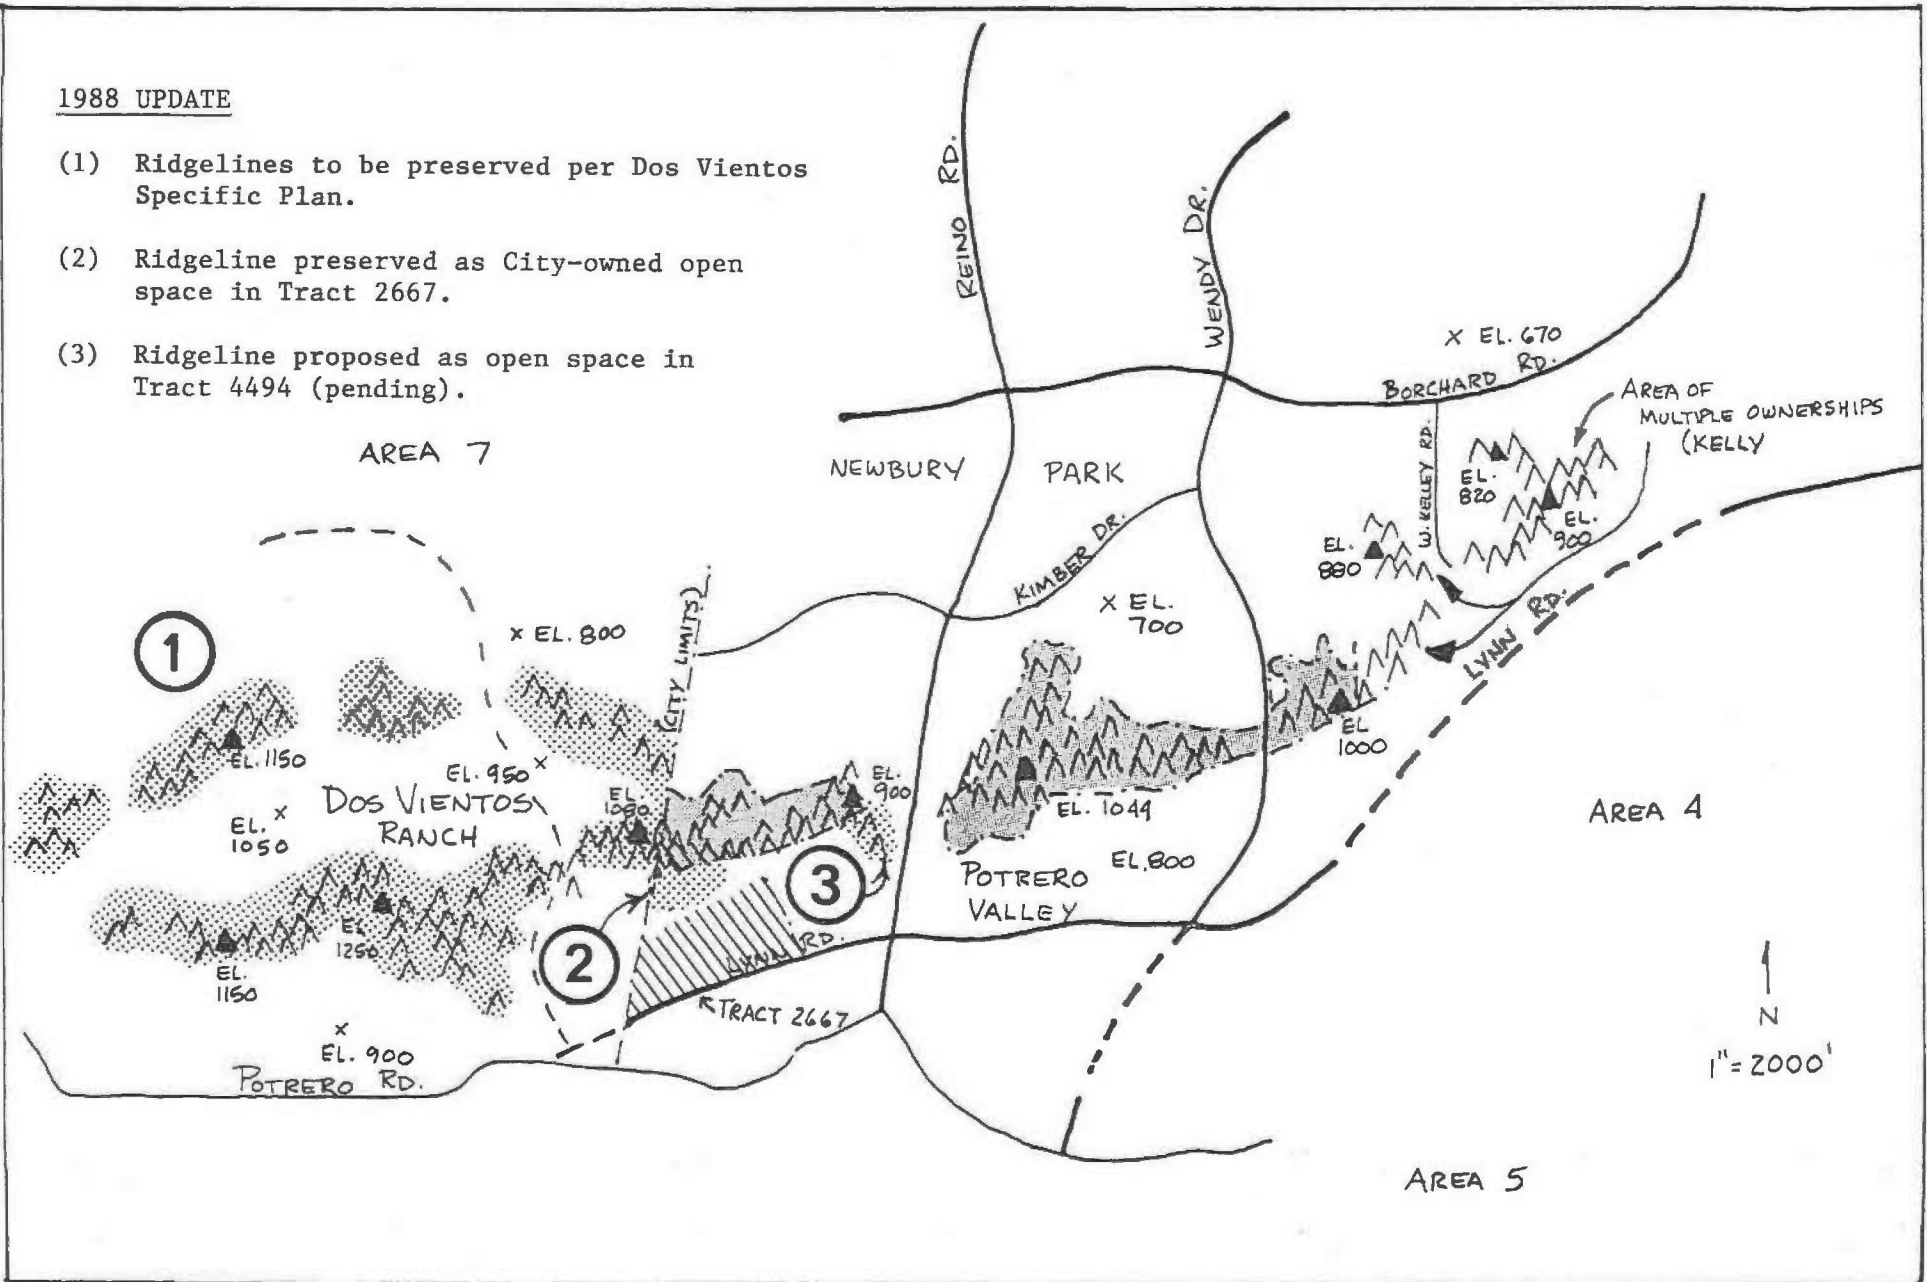 1988 UPDATE
(1) Ridgelines to be preserved per Dos Vientos
Specific Plan.
(2) Ridgeline preserved as City-owned open
space in Tract 2667.
(3) Ridgeline proposed as open space in
Tract 4494 (pending).
AREA 7
REINO RD.
WENDY DR.
X EL. 670
BORCHARD RD.
AREA OF
MULTIPLE OWNERSHIPS
(KELLY
NEWBURY PARK
W. KELLEY RD.
EL.
820
EL.
900
EL.
880
KIMBER DR.
X EL.
700
LYNN RD.
(CITY LIMITS)
X EL. 800
1
EL. 1150
EL. 950 X
DOS VIENTOS
RANCH
EL. X
1050
EL.
1080
EL.
900
EL
1000
EL. 1044
AREA 4
EL. 800
POTRERO
VALLEY
3
2
EL
1250
EL.
1150
LYNN RD.
TRACT 2667
X
EL. 900
POTRERO RD.
N
1" = 2000'
AREA 5